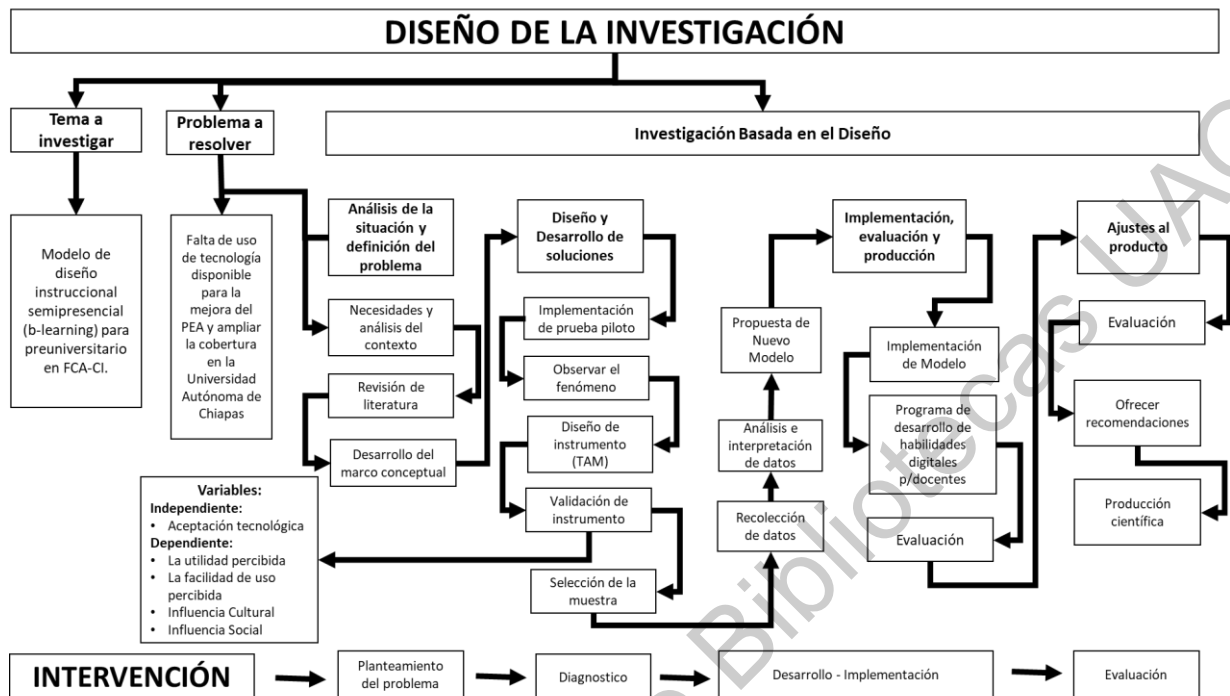 DISEÑO DE LA INVESTIGACIÓN
Tema a
investigar
Problema a
resolver
Investigación Basada en el Diseño
Modelo de
diseño
instruccional
semipresencial
(b-learning) para
preuniversitario
en FCA-CI.
Falta de uso
de tecnología
disponible
para la
mejora del
PEA y ampliar
la cobertura
en la
Universidad
Autónoma de
Chiapas
Análisis de la
situación y
definición del
problema
Necesidades y
análisis del
contexto
Revisión de
literatura
Desarrollo del
marco conceptual
Variables:
Independiente:
• Aceptación tecnológica
Dependiente:
• La utilidad percibida
• La facilidad de uso
percibida
• Influencia Cultural
• Influencia Social
Diseño y
Desarrollo de
soluciones
Implementación
de prueba piloto
Observar el
fenómeno
Diseño de
instrumento
(TAM)
Validación de
instrumento
Selección de la
muestra
Recolección
de datos
Análisis e
interpretación
de datos
Propuesta de
Nuevo
Modelo
Implementación,
evaluación y
producción
Implementación
de Modelo
Programa de
desarrollo de
habilidades
digitales
p/docentes
Evaluación
Ajustes al
producto
Evaluación
Ofrecer
recomendaciones
Producción
científica
INTERVENCIÓN
Planteamiento
del problema
Diagnostico
Desarrollo - Implementación
Evaluación
Bibliotecas UAQ